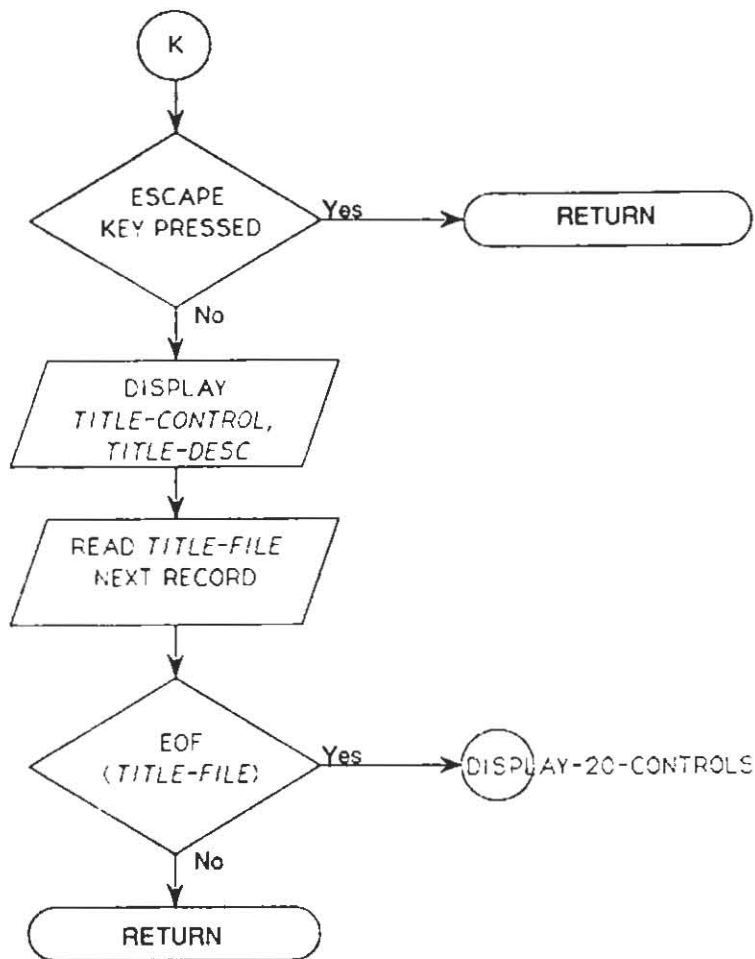 K
ESCAPE
KEY PRESSED
Yes
RETURN
No
DISPLAY
TITLE-CONTROL,
TITLE-DESC
READ TITLE-FILE
NEXT RECORD
EOF
(TITLE-FILE)
Yes
DISPLAY-20-CONTROLS
No
RETURN